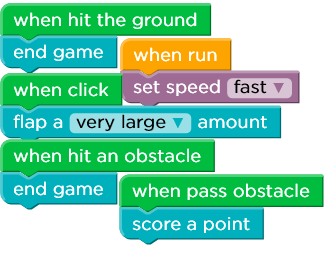 when hit the ground
end game
when run
set speed fast ▼
when click
flap a very large ▼ amount
when hit an obstacle
end game
when pass obstacle
score a point